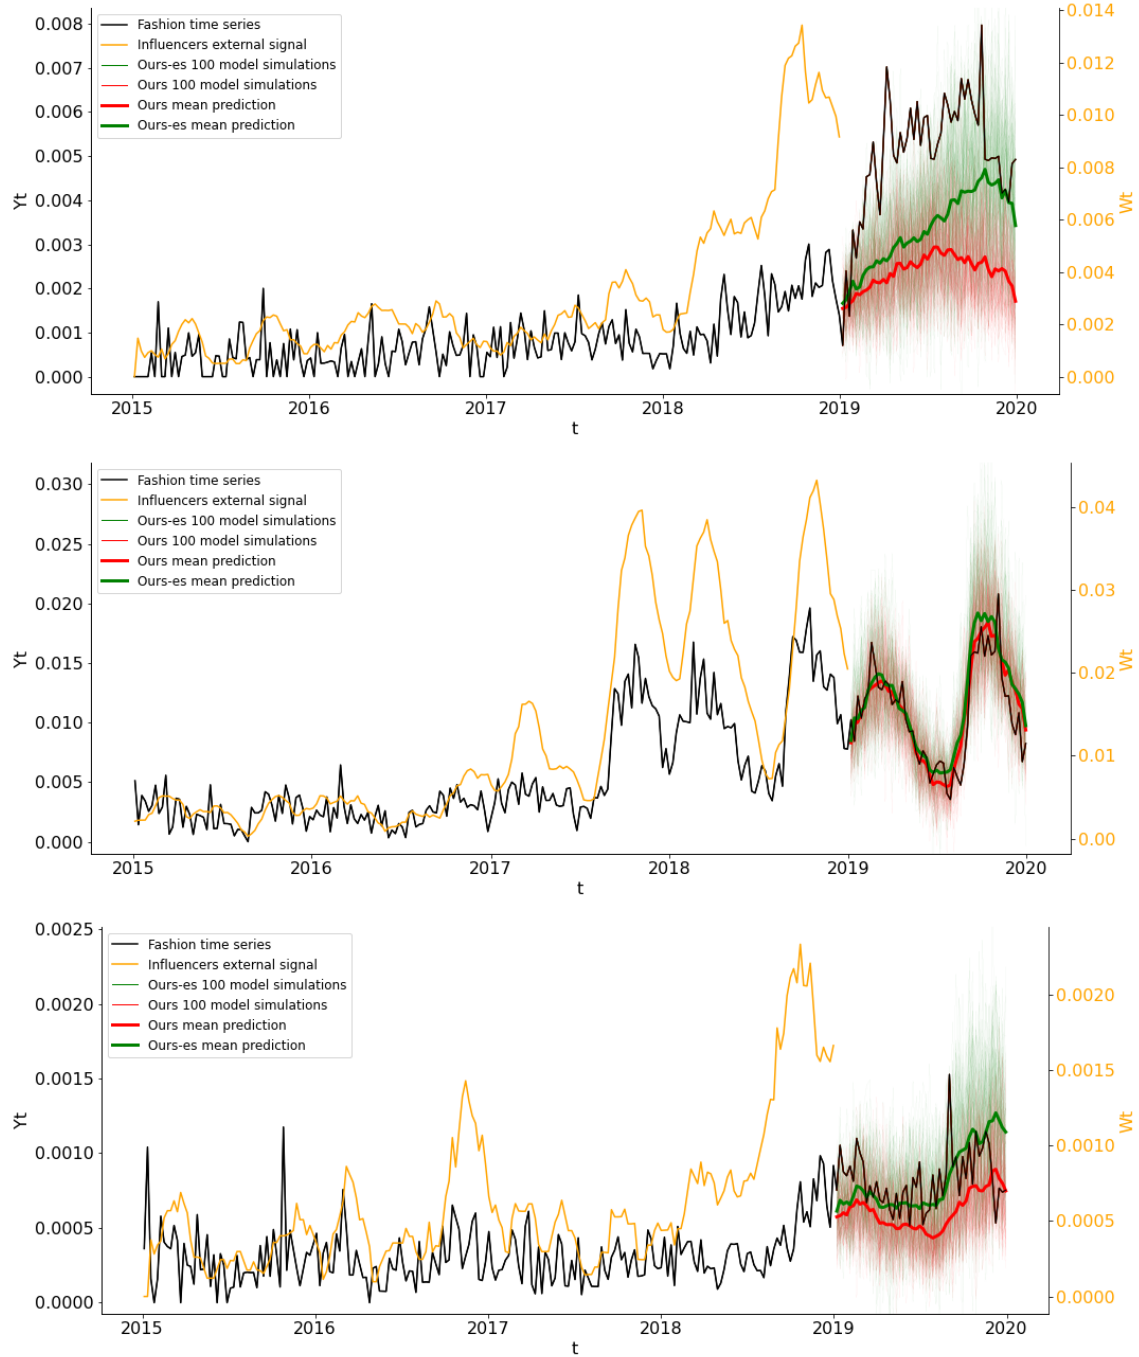 0.008
0.007
0.006
0.005
0.004
0.003
0.002
0.001
0.000
Yt
Fashion time series
Influencers external signal
Ours-es 100 model simulations
Ours 100 model simulations
Ours mean prediction
Ours-es mean prediction
0.014
0.012
0.010
0.008
0.006
0.004
0.002
0.000
Wt
2015 2016 2017 2018 2019 2020
t
0.030
0.025
0.020
0.015
0.010
0.005
0.000
Yt
Fashion time series
Influencers external signal
Ours-es 100 model simulations
Ours 100 model simulations
Ours mean prediction
Ours-es mean prediction
0.04
0.03
0.02
0.01
0.00
Wt
2015 2016 2017 2018 2019 2020
t
0.0025
0.0020
0.0015
0.0010
0.0005
0.0000
Yt
Fashion time series
Influencers external signal
Ours-es 100 model simulations
Ours 100 model simulations
Ours mean prediction
Ours-es mean prediction
0.0020
0.0015
0.0010
0.0005
0.0000
Wt
2015 2016 2017 2018 2019 2020
t